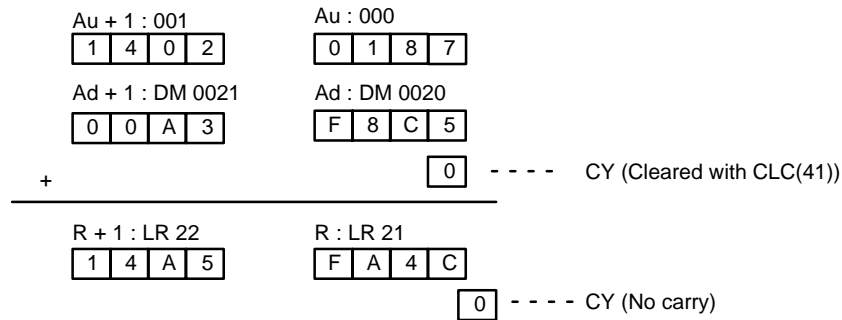 Au + 1 : 001 Au : 000
1 4 0 2 0 1 8 7
Ad + 1 : DM 0021 Ad : DM 0020
0 0 A 3 F 8 C 5
+ 0 - - - - CY (Cleared with CLC(41))
R + 1 : LR 22 R : LR 21
1 4 A 5 F A 4 C
0 - - - - CY (No carry)